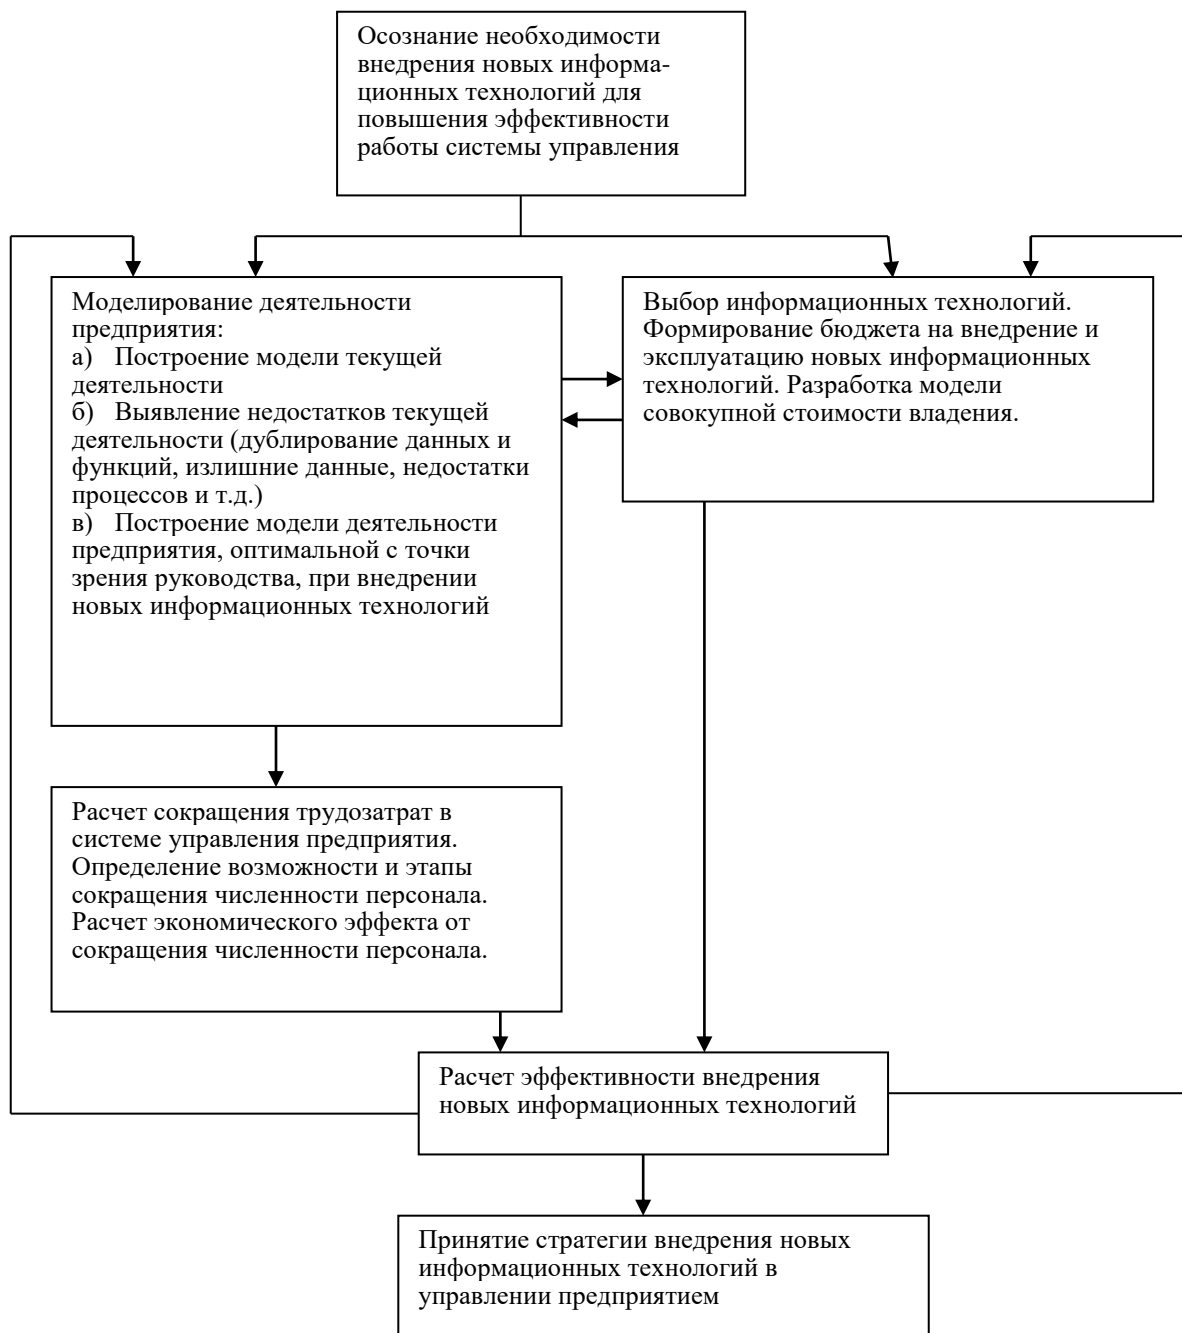 Осознание необходимости
внедрения новых информа-
ционных технологий для
повышения эффективности
работы системы управления
Моделирование деятельности
предприятия:
а) Построение модели текущей
деятельности
б) Выявление недостатков текущей
деятельности (дублирование данных и
функций, излишние данные, недостатки
процессов и т.д.)
в) Построение модели деятельности
предприятия, оптимальной с точки
зрения руководства, при внедрении
новых информационных технологий
Выбор информационных технологий.
Формирование бюджета на внедрение и
эксплуатацию новых информационных
технологий. Разработка модели
совокупной стоимости владения.
Расчет сокращения трудозатрат в
системе управления предприятия.
Определение возможности и этапы
сокращения численности персонала.
Расчет экономического эффекта от
сокращения численности персонала.
Расчет эффективности внедрения
новых информационных технологий
Принятие стратегии внедрения новых
информационных технологий в
управлении предприятием